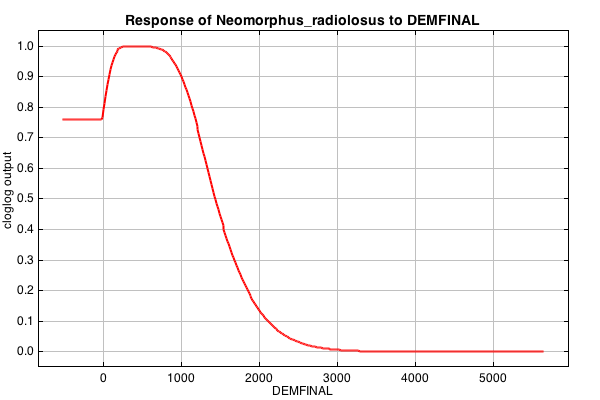 Response of Neomorphus_radiolosus to DEMFINAL
1.0
0.9
0.8
0.7
0.6
0.5
0.4
0.3
0.2
0.1
0.0
cloglog output
0 1000 2000 3000 4000 5000
DEMFINAL